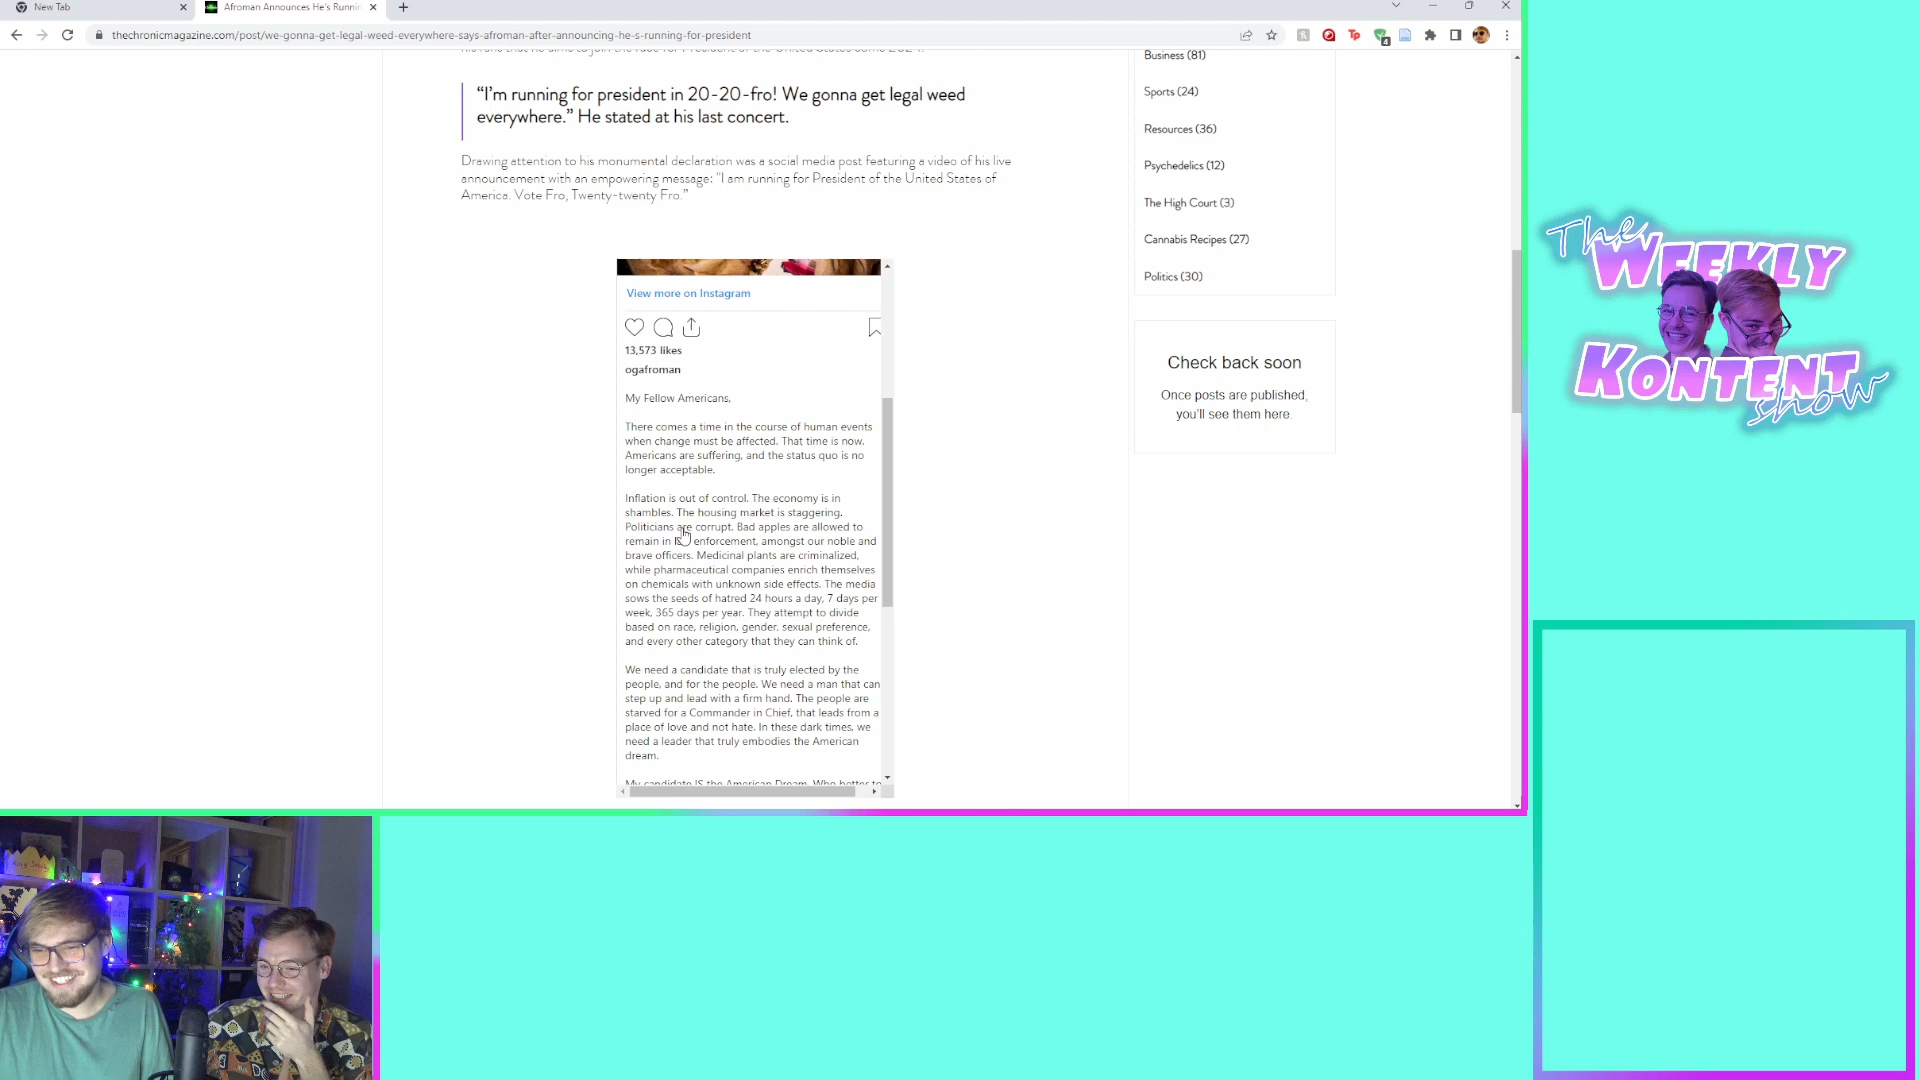 New Tab
Afroman Announces He's Runnin
thechronicmagazine.com/post/we-gonna-get-legal-weed-everywhere-says-afroman-after-announcing-he-s-running-for-president
“I’m running for president in 20-20-fro! We gonna get legal weed
everywhere.” He stated at his last concert.
Drawing attention to his monumental declaration was a social media post featuring a video of his live
announcement with an empowering message: "I am running for President of the United States of
America. Vote Fro, Twenty-twenty Fro.”
View more on Instagram
13,573 likes
ogafroman
My Fellow Americans,
There comes a time in the course of human events
when change must be affected. That time is now.
Americans are suffering, and the status quo is no
longer acceptable.
Inflation is out of control. The economy is in
shambles. The housing market is staggering.
Politicians are corrupt. Bad apples are allowed to
remain in enforcement, amongst our noble and
brave officers. Medicinal plants are criminalized,
while pharmaceutical companies enrich themselves
on chemicals with unknown side effects. The media
sows the seeds of hatred 24 hours a day, 7 days per
week, 365 days per year. They attempt to divide
based on race, religion, gender, sexual preference,
and every other category that they can think of.
We need a candidate that is truly elected by the
people, and for the people. We need a man that can
step up and lead with a firm hand. The people are
starved for a Commander in Chief, that leads from a
place of love and not hate. In these dark times, we
need a leader that truly embodies the American
dream.
My candidate IS the American Dream. Who better to
Business (81)
Sports (24)
Resources (36)
Psychedelics (12)
The High Court (3)
Cannabis Recipes (27)
Politics (30)
Check back soon
Once posts are published,
you’ll see them here.
The
WEEKLY
KONTENT
show